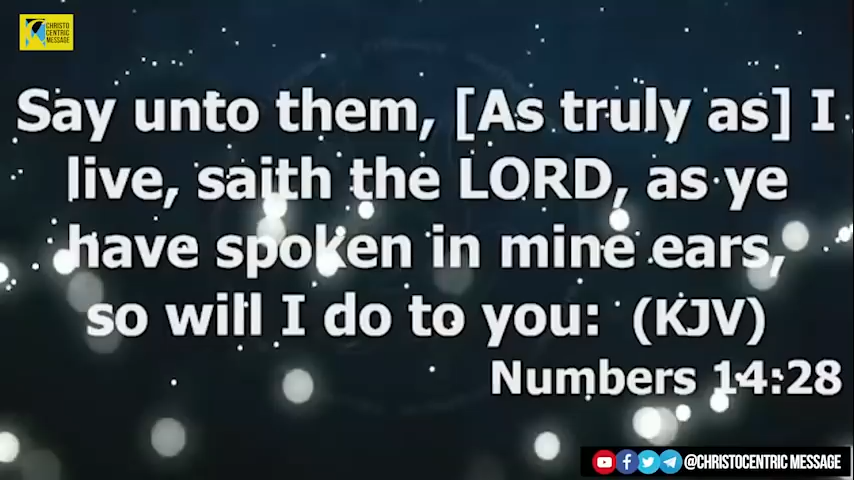 CHRISTO
CENTRIC
MESSAGE
Say unto them, [As truly as] I
live, saith the LORD, as ye
have spoken in mine ears,
so will I do to you: (KJV)
Numbers 14:28
@CHRISTOCENTRIC MESSAGE